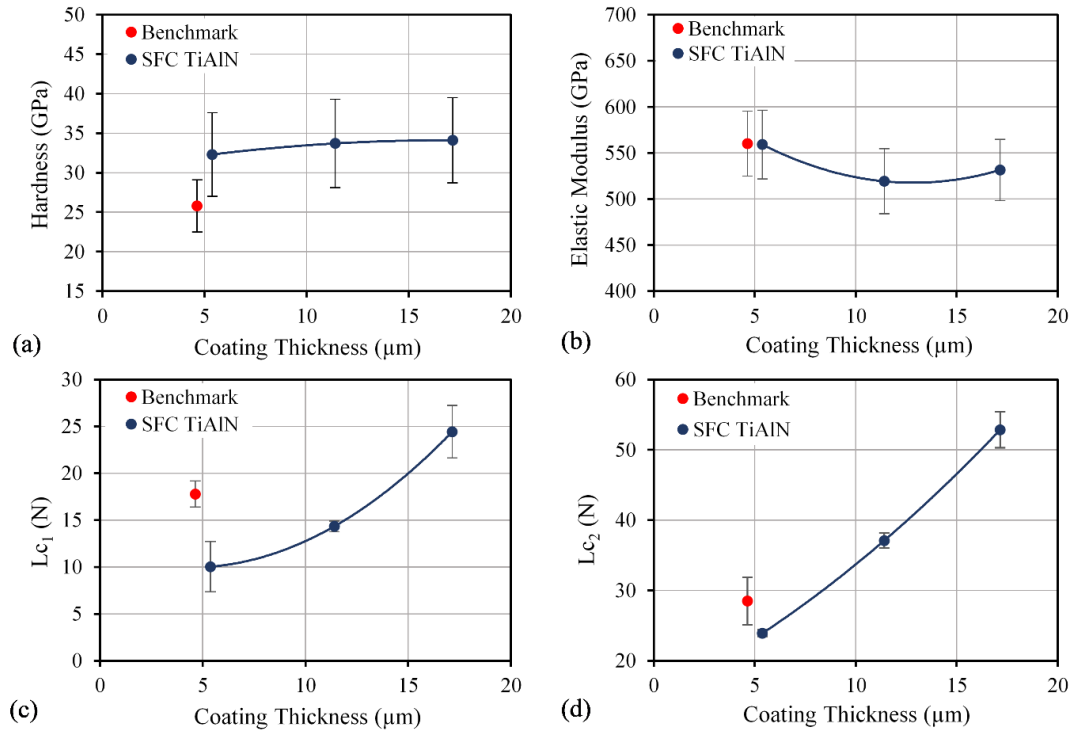 50
45
40
35
30
25
20
15
Hardness (GPa)
Benchmark
SFC TiAlN
0 5 10 15 20
Coating Thickness (µm)
(a)
700
650
600
550
500
450
400
Elastic Modulus (GPa)
Benchmark
SFC TiAlN
0 5 10 15 20
Coating Thickness (µm)
(b)
30
25
20
15
10
5
0
Lc₁ (N)
Benchmark
SFC TiAlN
0 5 10 15 20
Coating Thickness (µm)
(c)
60
50
40
30
20
Lc₂ (N)
Benchmark
SFC TiAlN
0 5 10 15 20
Coating Thickness (µm)
(d)